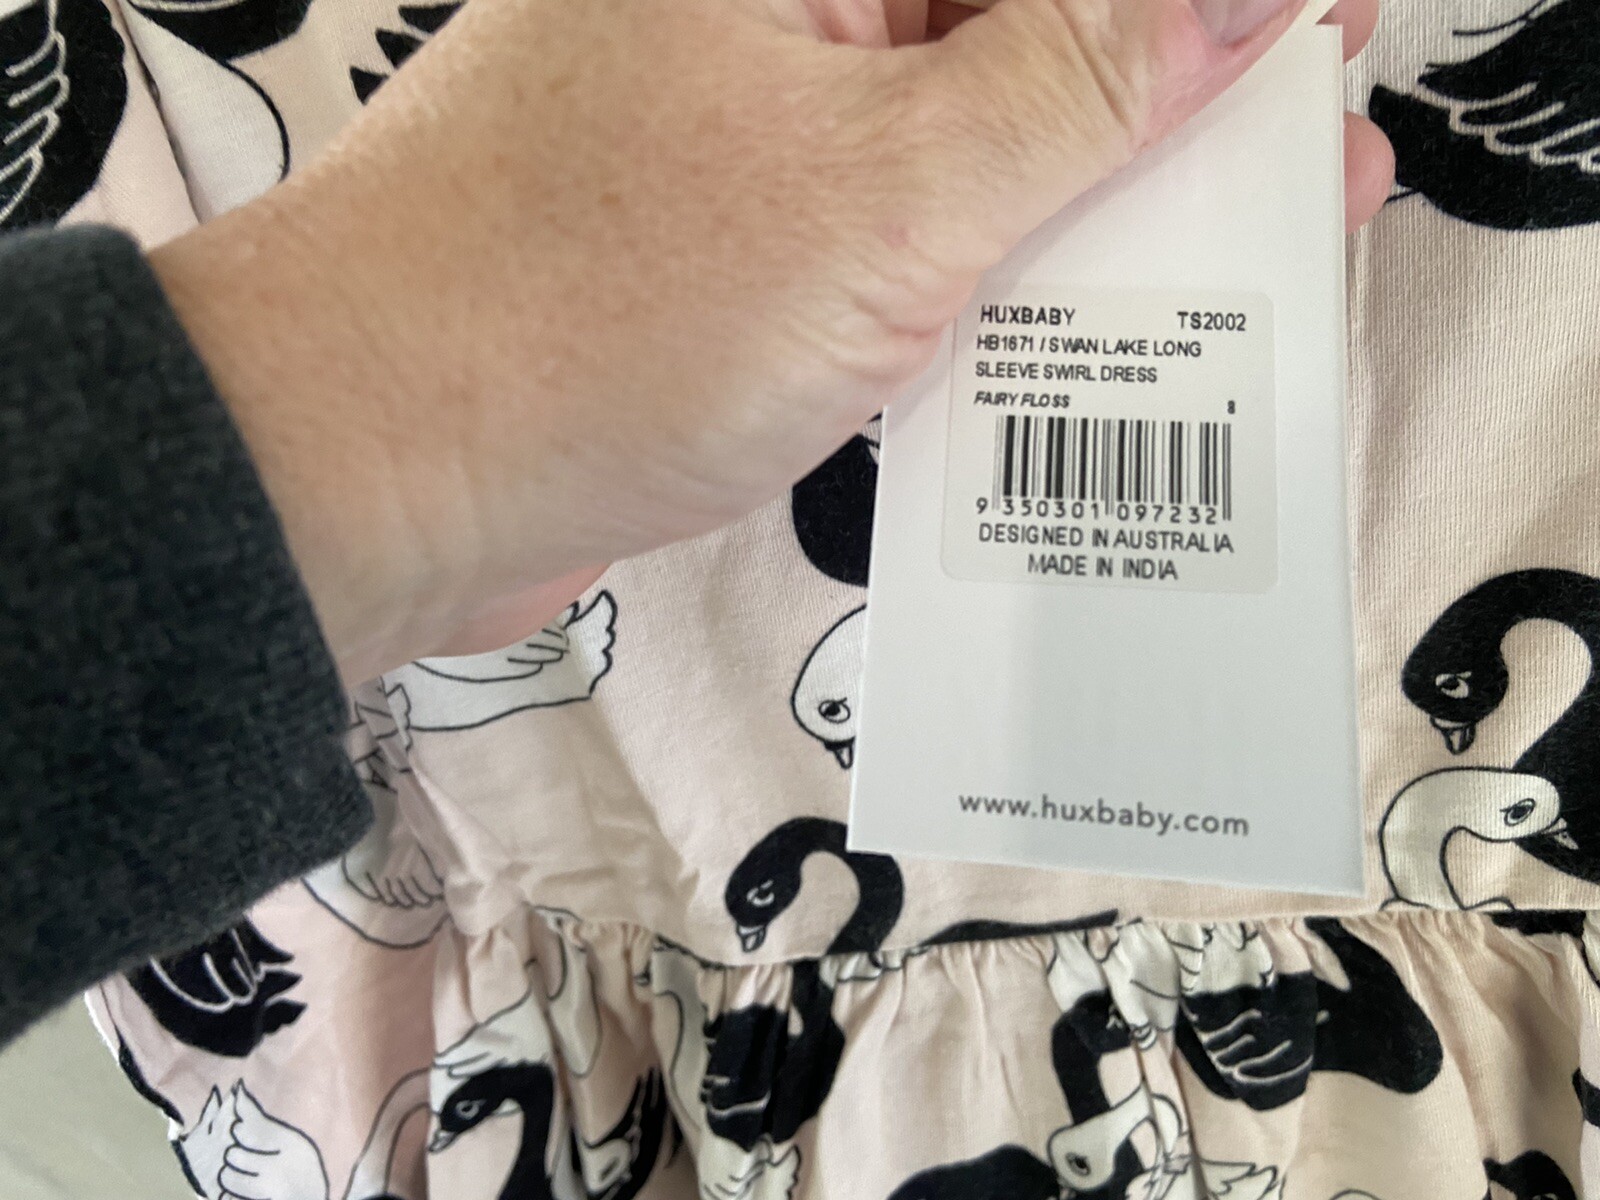 HUXBABY TS2002
HB1671 / SWAN LAKE LONG
SLEEVE SWIRL DRESS
FAIRY FLOSS 8
9 350301 097232
DESIGNED IN AUSTRALIA
MADE IN INDIA
www.huxbaby.com